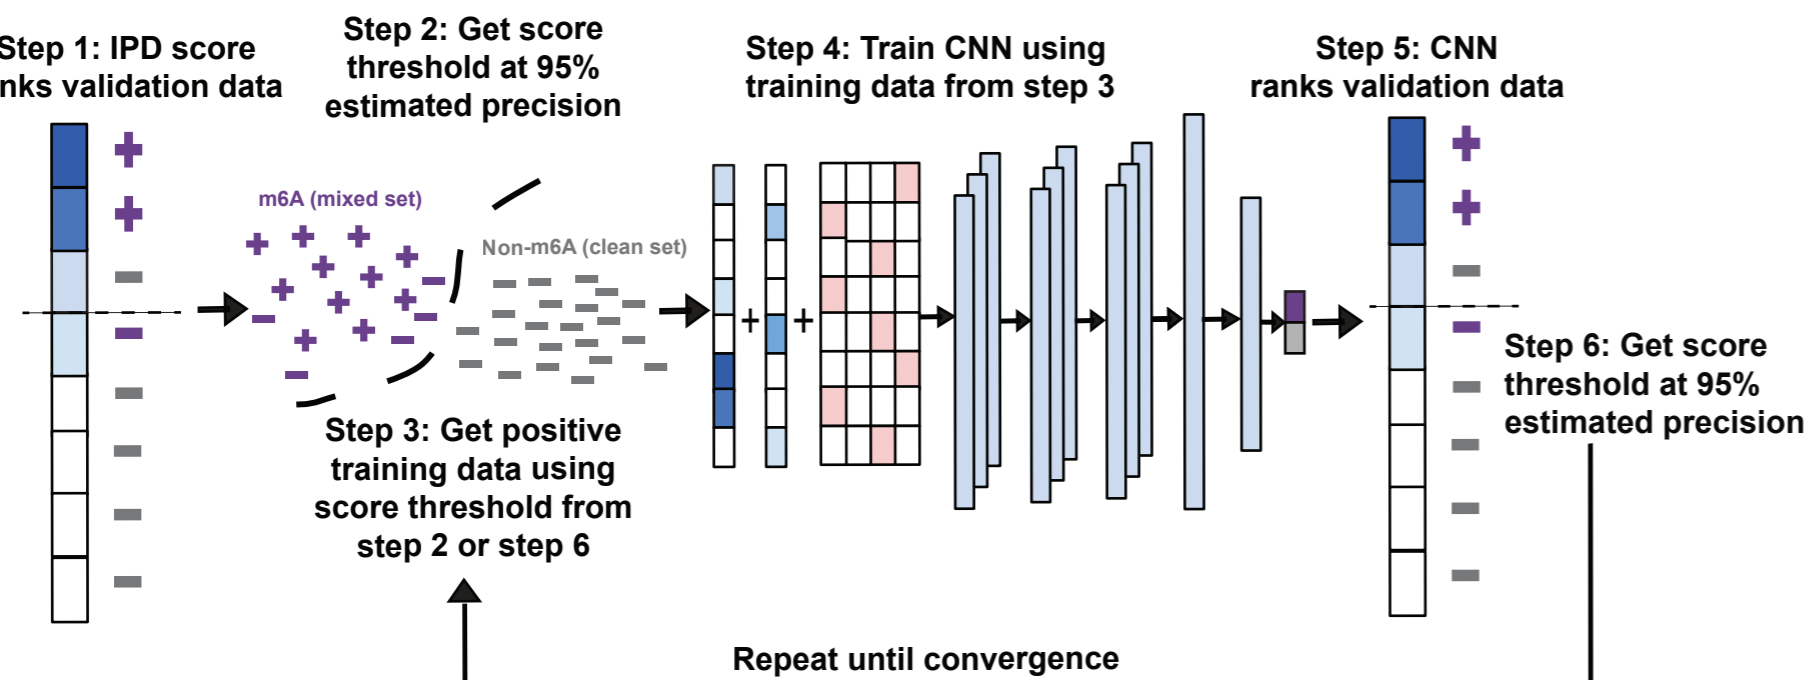 Step 1: IPD score
nks validation data
Step 2: Get score
threshold at 95%
estimated precision
m6A (mixed set)
Non-m6A (clean set)
Step 3: Get positive
training data using
score threshold from
step 2 or step 6
Step 4: Train CNN using
training data from step 3
Step 5: CNN
ranks validation data
Step 6: Get score
threshold at 95%
estimated precision
Repeat until convergence